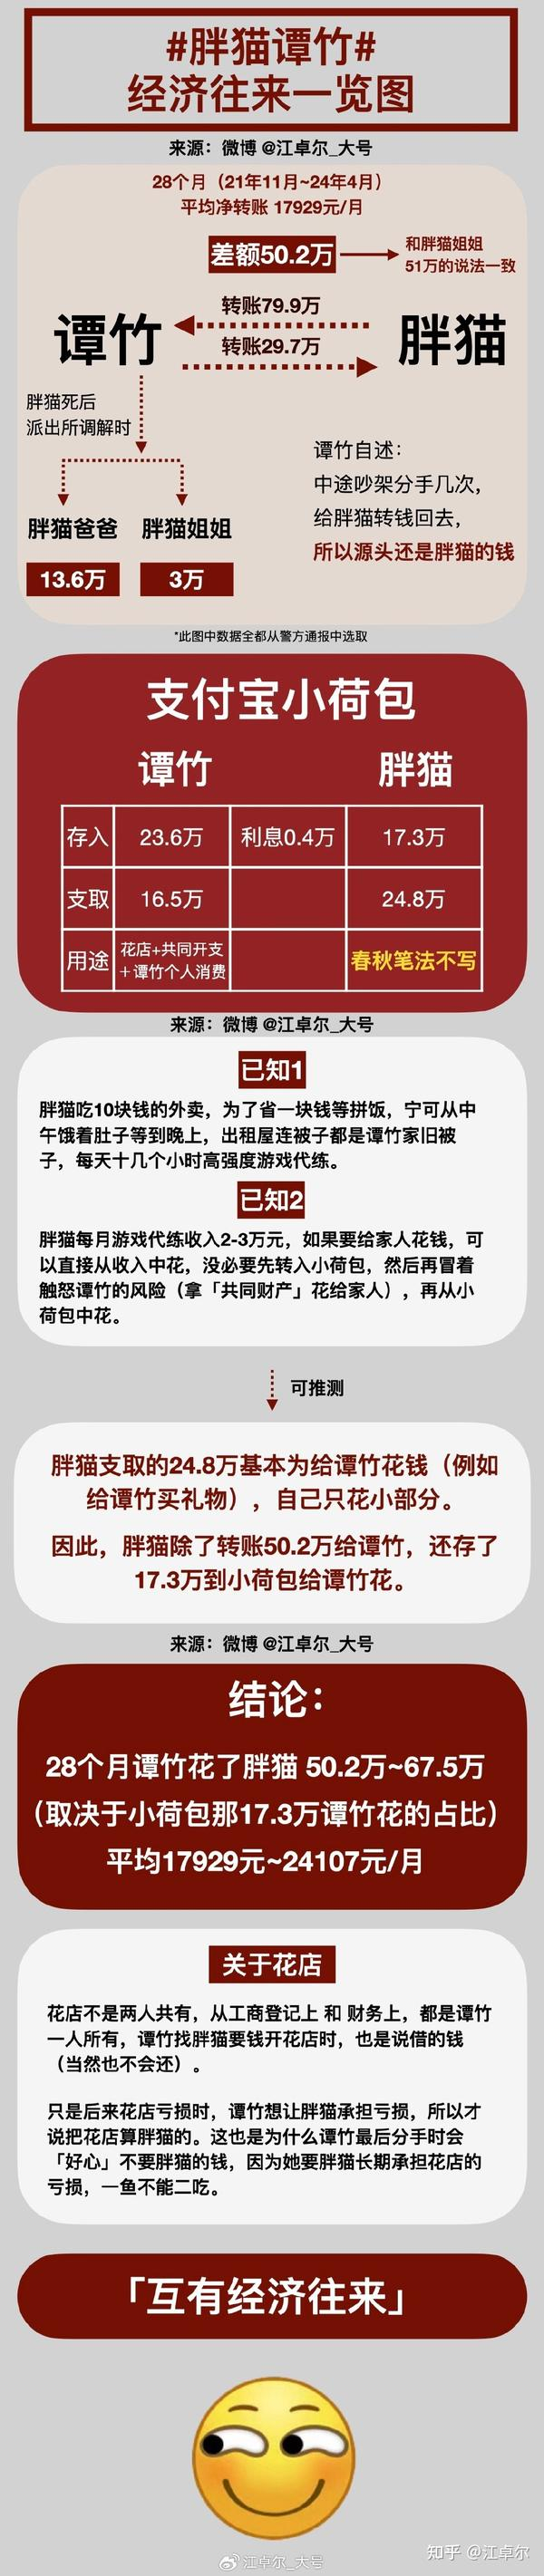 #胖猫谭竹#
经济往来一览图
来源：微博 @江卓尔_大号
28个月（21年11月~24年4月）
平均净转账 17929元/月
差额50.2万
和胖猫姐姐
51万的说法一致
转账79.9万
谭竹
胖猫
转账29.7万
胖猫死后
派出所调解时
谭竹自述：
中途吵架分手几次，
给胖猫转钱回去，
所以源头还是胖猫的钱
胖猫爸爸 胖猫姐姐
13.6万 3万
*此图中数据全都从警方通报中选取
支付宝小荷包
谭竹 胖猫
存入 23.6万 利息0.4万 17.3万
支取 16.5万 24.8万
用途 花店+共同开支
＋谭竹个人消费
春秋笔法不写
来源：微博 @江卓尔_大号
已知1
胖猫吃10块钱的外卖，为了省一块钱等拼饭，宁可从中
午饿着肚子等到晚上，出租屋连被子都是谭竹家旧被
子，每天十几个小时高强度游戏代练。
已知2
胖猫每月游戏代练收入2-3万元，如果要给家人花钱，可
以直接从收入中花，没必要先转入小荷包，然后再冒着
触怒谭竹的风险（拿「共同财产」花给家人），再从小
荷包中花。
可推测
胖猫支取的24.8万基本为给谭竹花钱（例如
给谭竹买礼物），自己只花小部分。
因此，胖猫除了转账50.2万给谭竹，还存了
17.3万到小荷包给谭竹花。
来源：微博 @江卓尔_大号
结论：
28个月谭竹花了胖猫 50.2万~67.5万
（取决于小荷包那17.3万谭竹花的占比）
平均17929元~24107元/月
关于花店
花店不是两人共有，从工商登记上 和 财务上，都是谭竹
一人所有，谭竹找胖猫要钱开花店时，也是说借的钱
（当然也不会还）。
只是后来花店亏损时，谭竹想让胖猫承担亏损，所以才
说把花店算胖猫的。这也是为什么谭竹最后分手时会
「好心」不要胖猫的钱，因为她要胖猫长期承担花店的
亏损，一鱼不能二吃。
「互有经济往来」
江卓尔_大号
知乎 @江卓尔